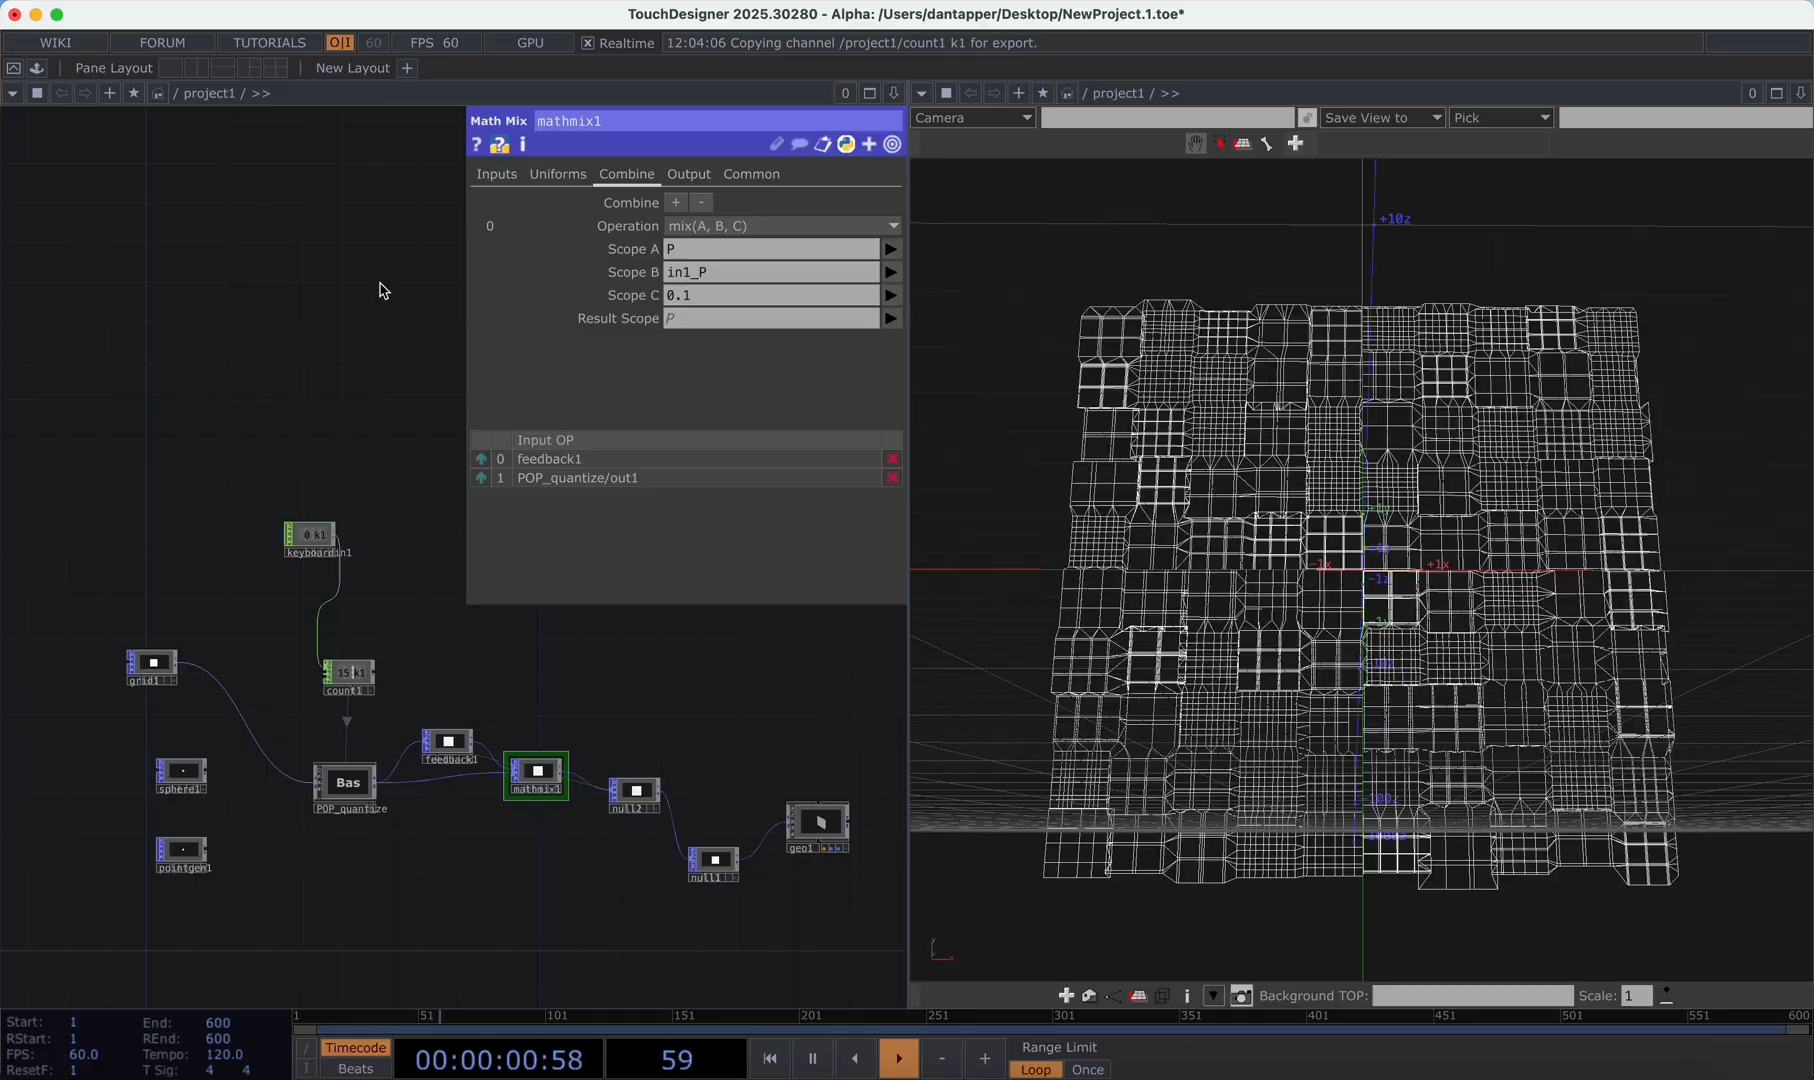 TouchDesigner 2025.30280 - Alpha: /Users/dantapper/Desktop/NewProject.1.toe*
WIKI FORUM TUTORIALS O|I 60 FPS 60 GPU Realtime 12:04:06 Copying channel /project1/count1 k1 for export.
Pane Layout New Layout +
/ project1 / >> 0
/ project1 / >> 0
Camera Save View to Pick
Math Mix mathmix1
? ? i
Inputs Uniforms Combine Output Common
Combine + -
0 Operation mix(A, B, C)
Scope A P
Scope B in1_P
Scope C 0.1
Result Scope P
Input OP
0 feedback1
1 POP_quantize/out1
0 k1
keyboardin1
15 k1
count1
grid1
feedback1
sphere1
Bas
POP_quantize
mathmix1
null2
geo1
pointgen1
null1
+10z
+1y
-1x
+1x
-1z
-1y
-10z
-100z
Background TOP: Scale: 1
1 51 101 151 201 251 301 351 401 451 501 551 600
Start: 1 End: 600
RStart: 1 REnd: 600
FPS: 60.0 Tempo: 120.0
ResetF: 1 T Sig: 4 4
Timecode
Beats
00:00:00:58 59
Range Limit
Loop Once